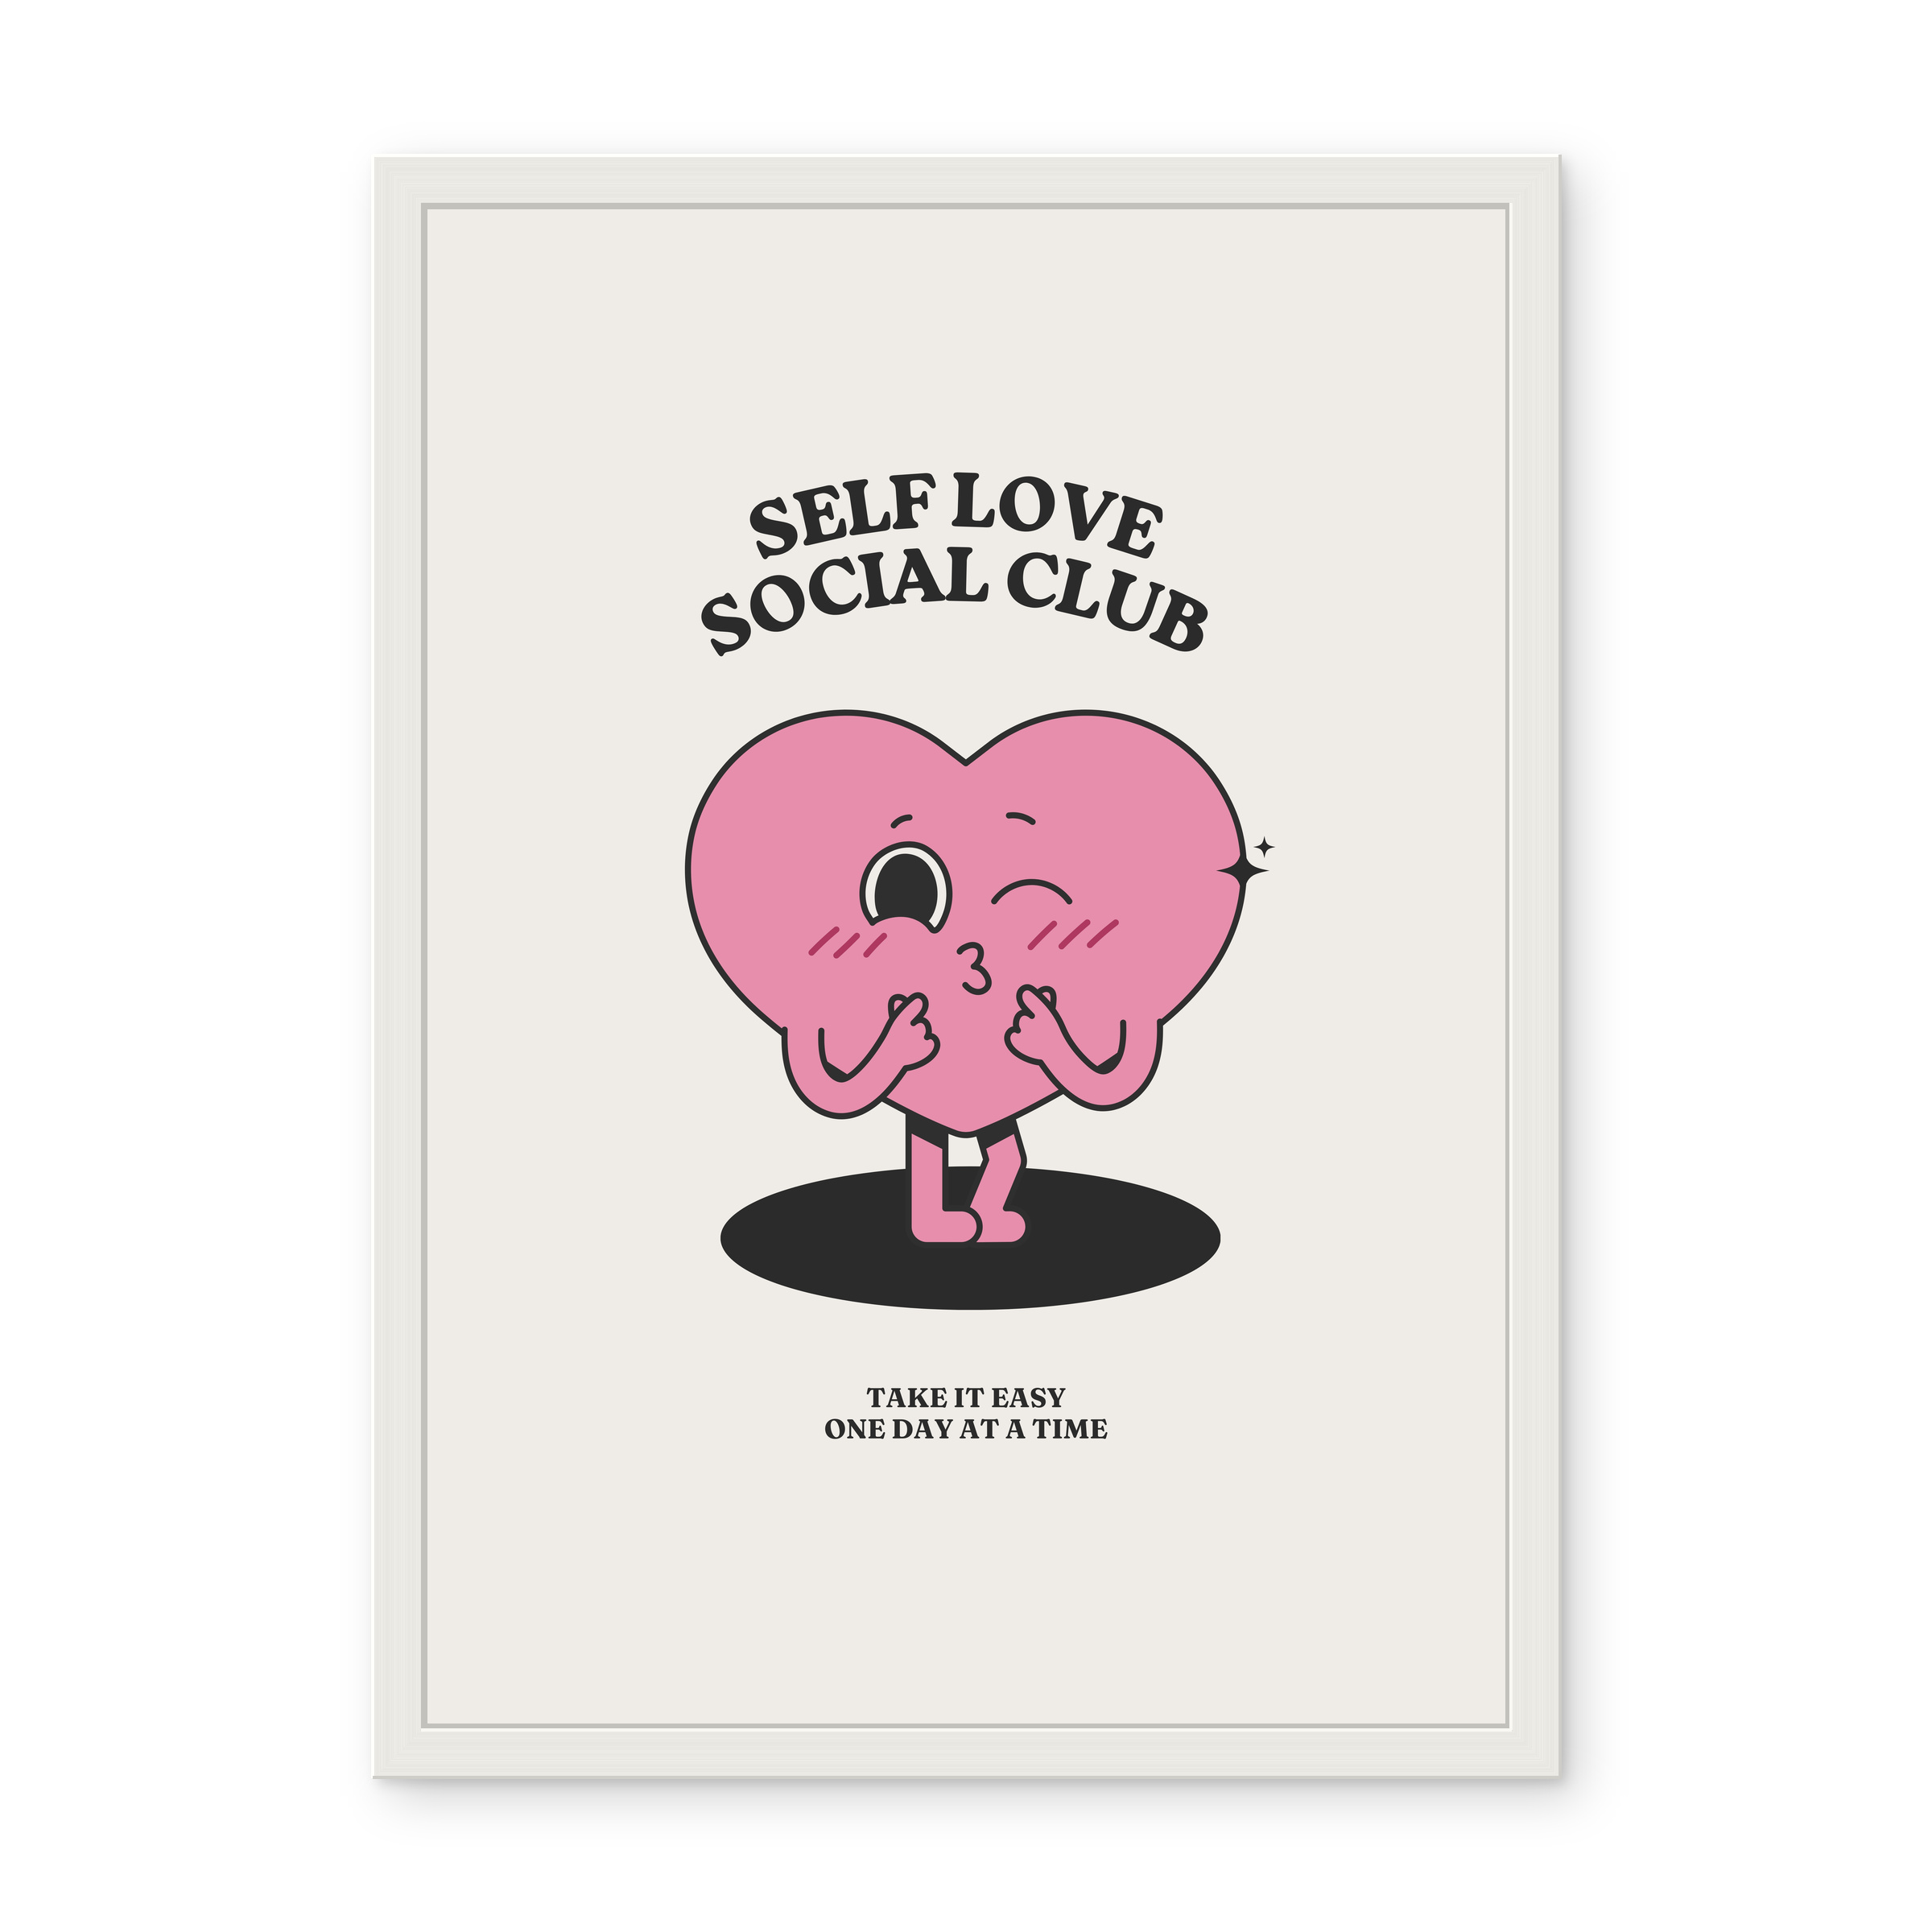 SELF LOVE
SOCIAL CLUB
TAKE IT EASY
ONE DAY AT A TIME